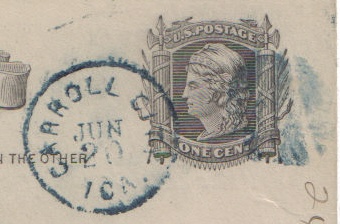 U.S. POSTAGE
CARROLL C
JUN
20
IOA.
N THE OTHER
ONE CENT